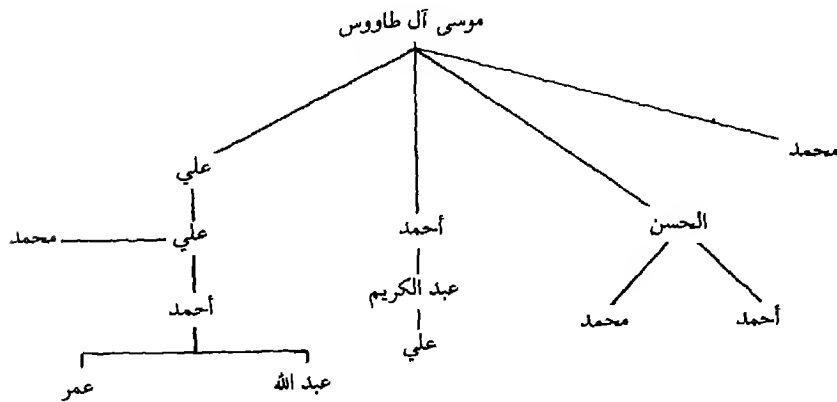 موسى آل طاووس
محمد
علي
الحسن
أحمد
علي
محمد
عبد الكريم
أحمد
أحمد
محمد
علي
عبد الله
عمر